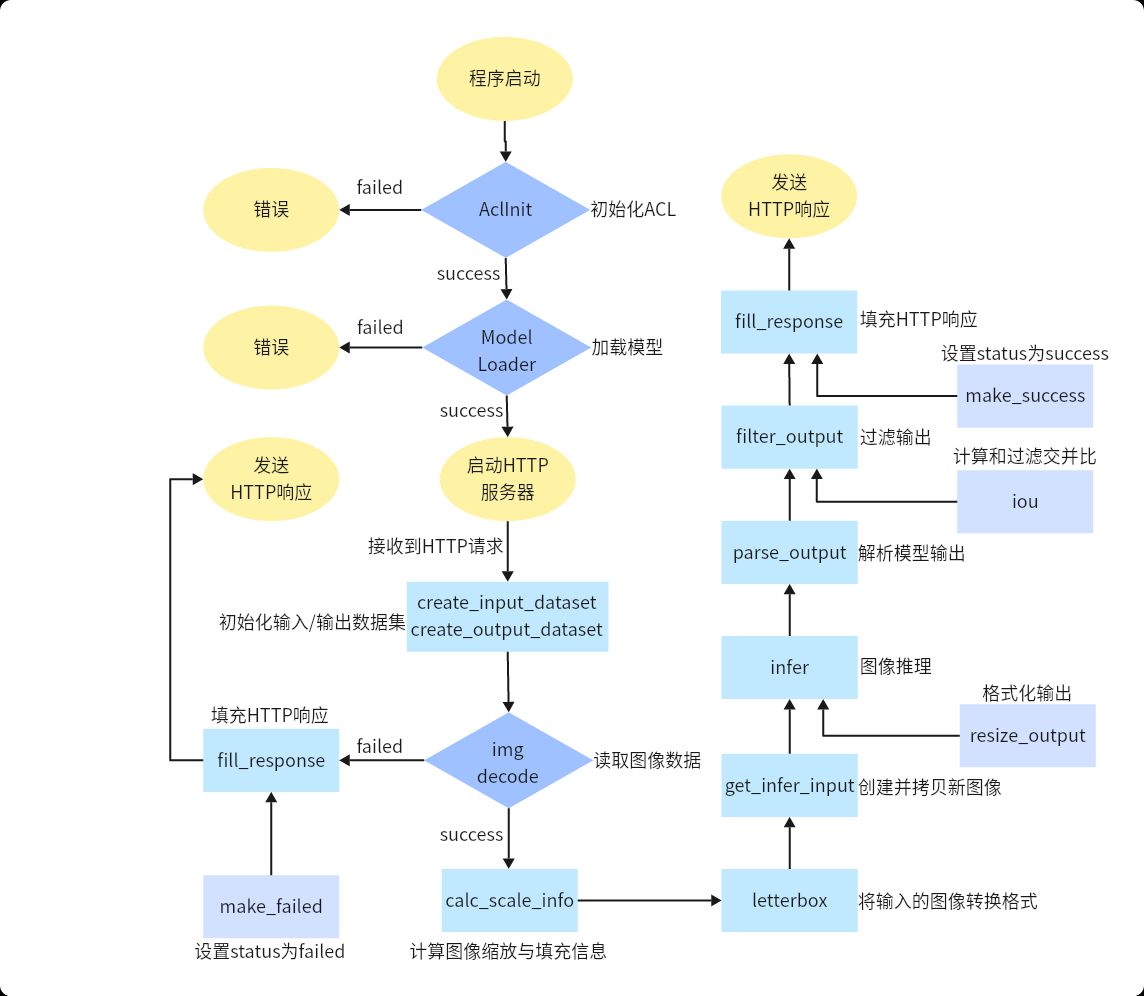 程序启动
failed
错误
AclInit
初始化ACL
success
failed
错误
Model
Loader
加载模型
success
发送
HTTP响应
启动HTTP
服务器
接收到HTTP请求
初始化输入/输出数据集
create_input_dataset
create_output_dataset
填充HTTP响应
fill_response
failed
img
decode
读取图像数据
success
make_failed
设置status为failed
calc_scale_info
计算图像缩放与填充信息
letterbox
将输入的图像转换格式
get_infer_input
创建并拷贝新图像
格式化输出
resize_output
infer
图像推理
parse_output
解析模型输出
计算和过滤交并比
iou
filter_output
过滤输出
设置status为success
make_success
fill_response
填充HTTP响应
发送
HTTP响应